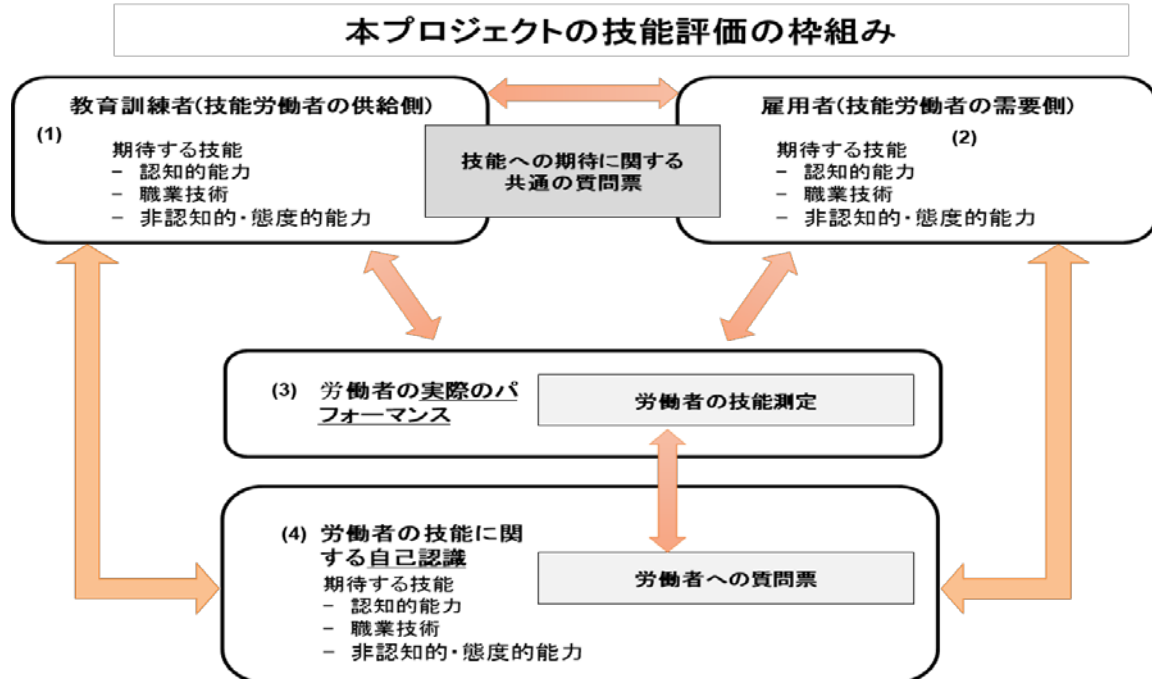 本プロジェクトの技能評価の枠組み
教育訓練者(技能労働者の供給側)
(1)
期待する技能
- 認知的能力
- 職業技術
- 非認知的・態度的能力
技能への期待に関する
共通の質問票
雇用者(技能労働者の需要側)
(2)
期待する技能
- 認知的能力
- 職業技術
- 非認知的・態度的能力
(3) 労働者の実際のパ
フォーマンス
労働者の技能測定
(4) 労働者の技能に関
する自己認識
期待する技能
- 認知的能力
- 職業技術
- 非認知的・態度的能力
労働者への質問票